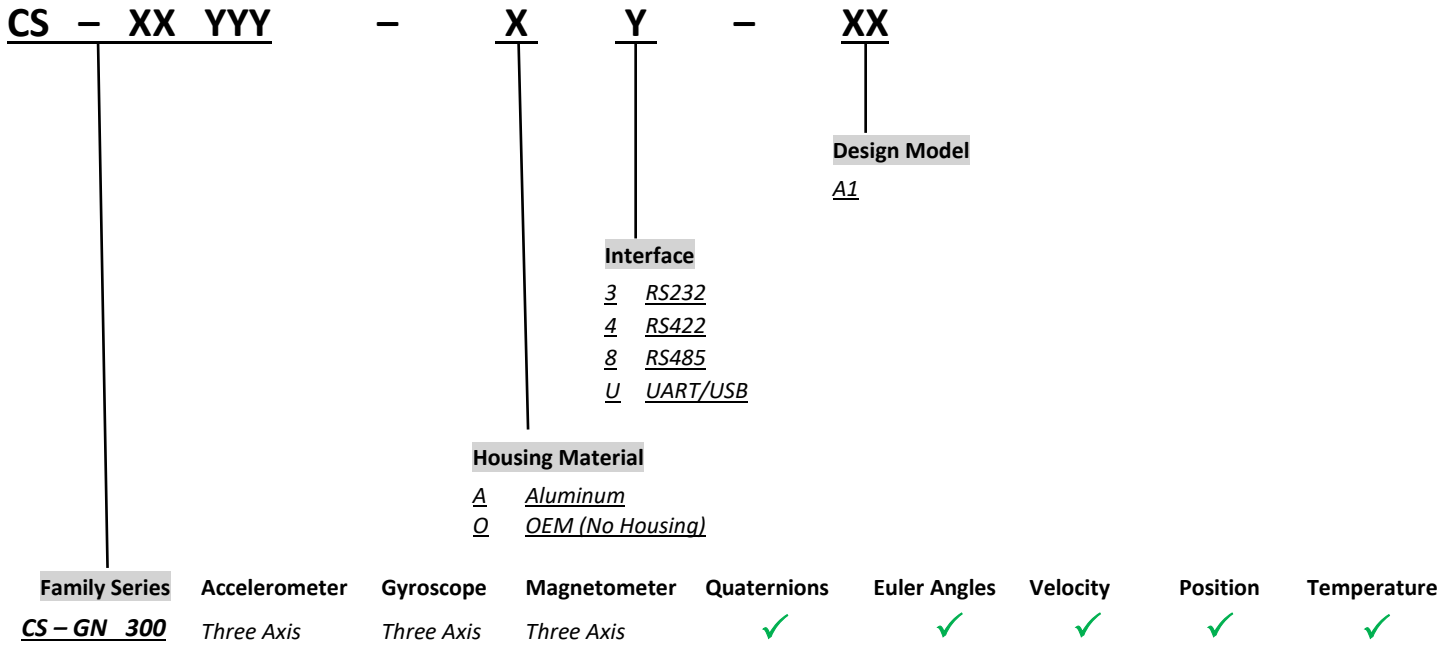 CS – XX YYY – X Y – XX
Design Model
A1
Interface
3 RS232
4 RS422
8 RS485
U UART/USB
Housing Material
A Aluminum
O OEM (No Housing)
Family Series Accelerometer Gyroscope Magnetometer Quaternions Euler Angles Velocity Position Temperature
CS – GN 300 Three Axis Three Axis Three Axis ✓ ✓ ✓ ✓ ✓